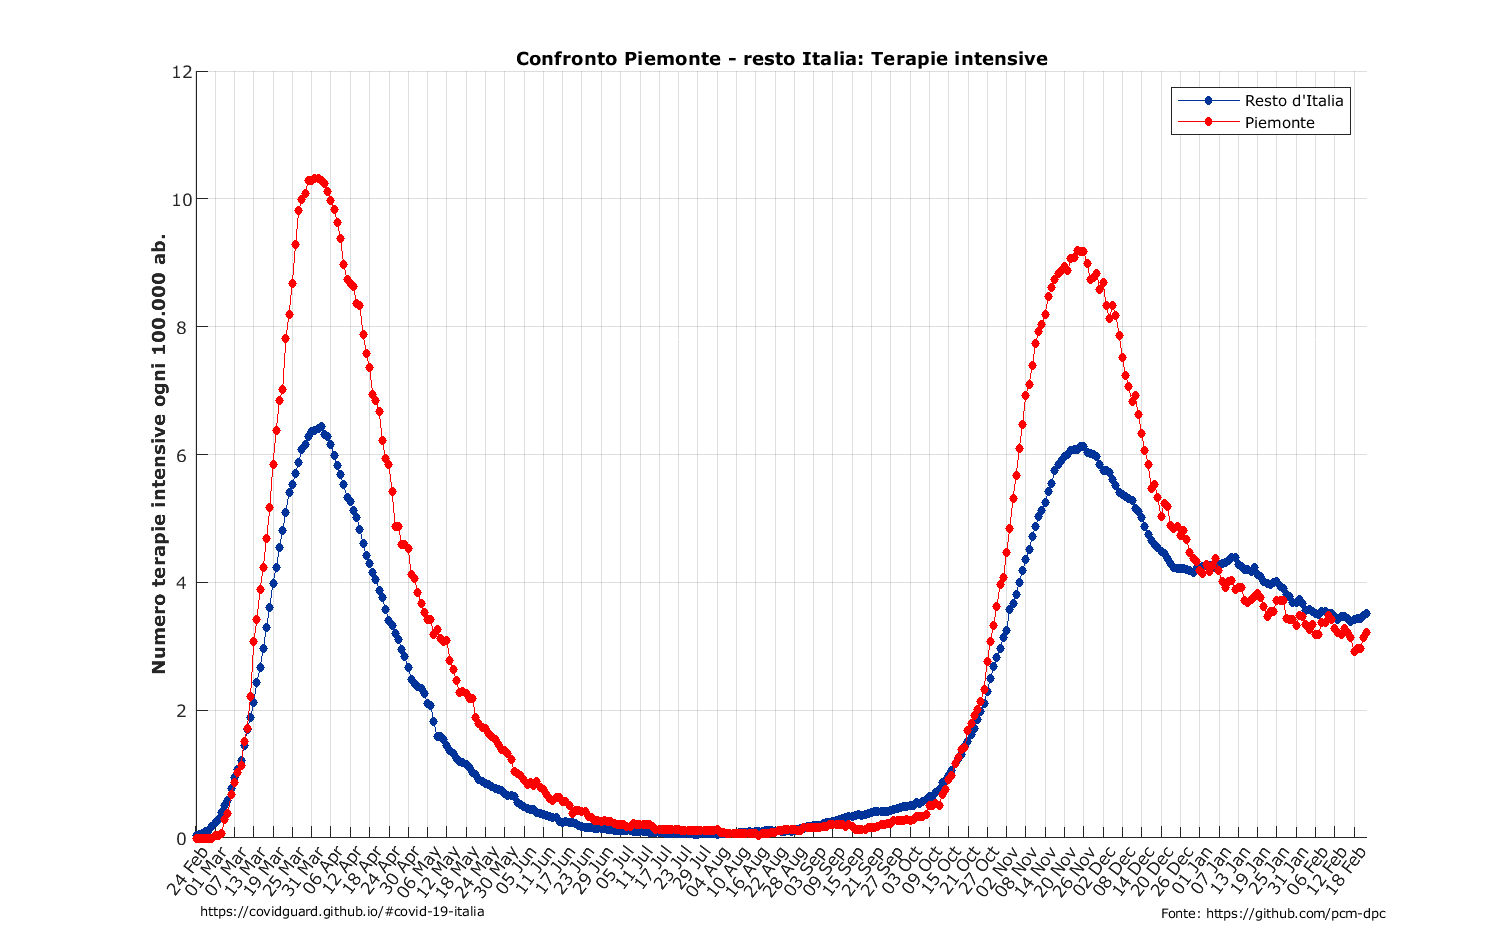 Confronto Piemonte - resto Italia: Terapie intensive
Resto d'Italia
Piemonte
Numero terapie intensive ogni 100.000 ab.
12
10
8
6
4
2
0
24 Feb
01 Mar
07 Mar
13 Mar
19 Mar
25 Mar
31 Mar
06 Apr
12 Apr
18 Apr
24 Apr
30 Apr
06 May
12 May
18 May
24 May
30 May
05 Jun
11 Jun
17 Jun
23 Jun
29 Jun
05 Jul
11 Jul
17 Jul
23 Jul
29 Jul
04 Aug
10 Aug
16 Aug
22 Aug
28 Aug
03 Sep
09 Sep
15 Sep
21 Sep
27 Sep
03 Oct
09 Oct
15 Oct
21 Oct
27 Oct
02 Nov
08 Nov
14 Nov
20 Nov
26 Nov
02 Dec
08 Dec
14 Dec
20 Dec
26 Dec
01 Jan
07 Jan
13 Jan
19 Jan
25 Jan
31 Jan
06 Feb
12 Feb
18 Feb
https://covidguard.github.io/#covid-19-italia
Fonte: https://github.com/pcm-dpc